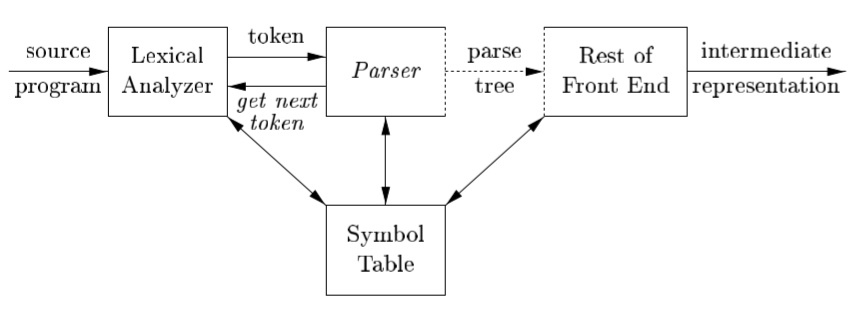 source
program
Lexical
Analyzer
token
get next
token
Parser
parse
tree
Rest of
Front End
intermediate
representation
Symbol
Table